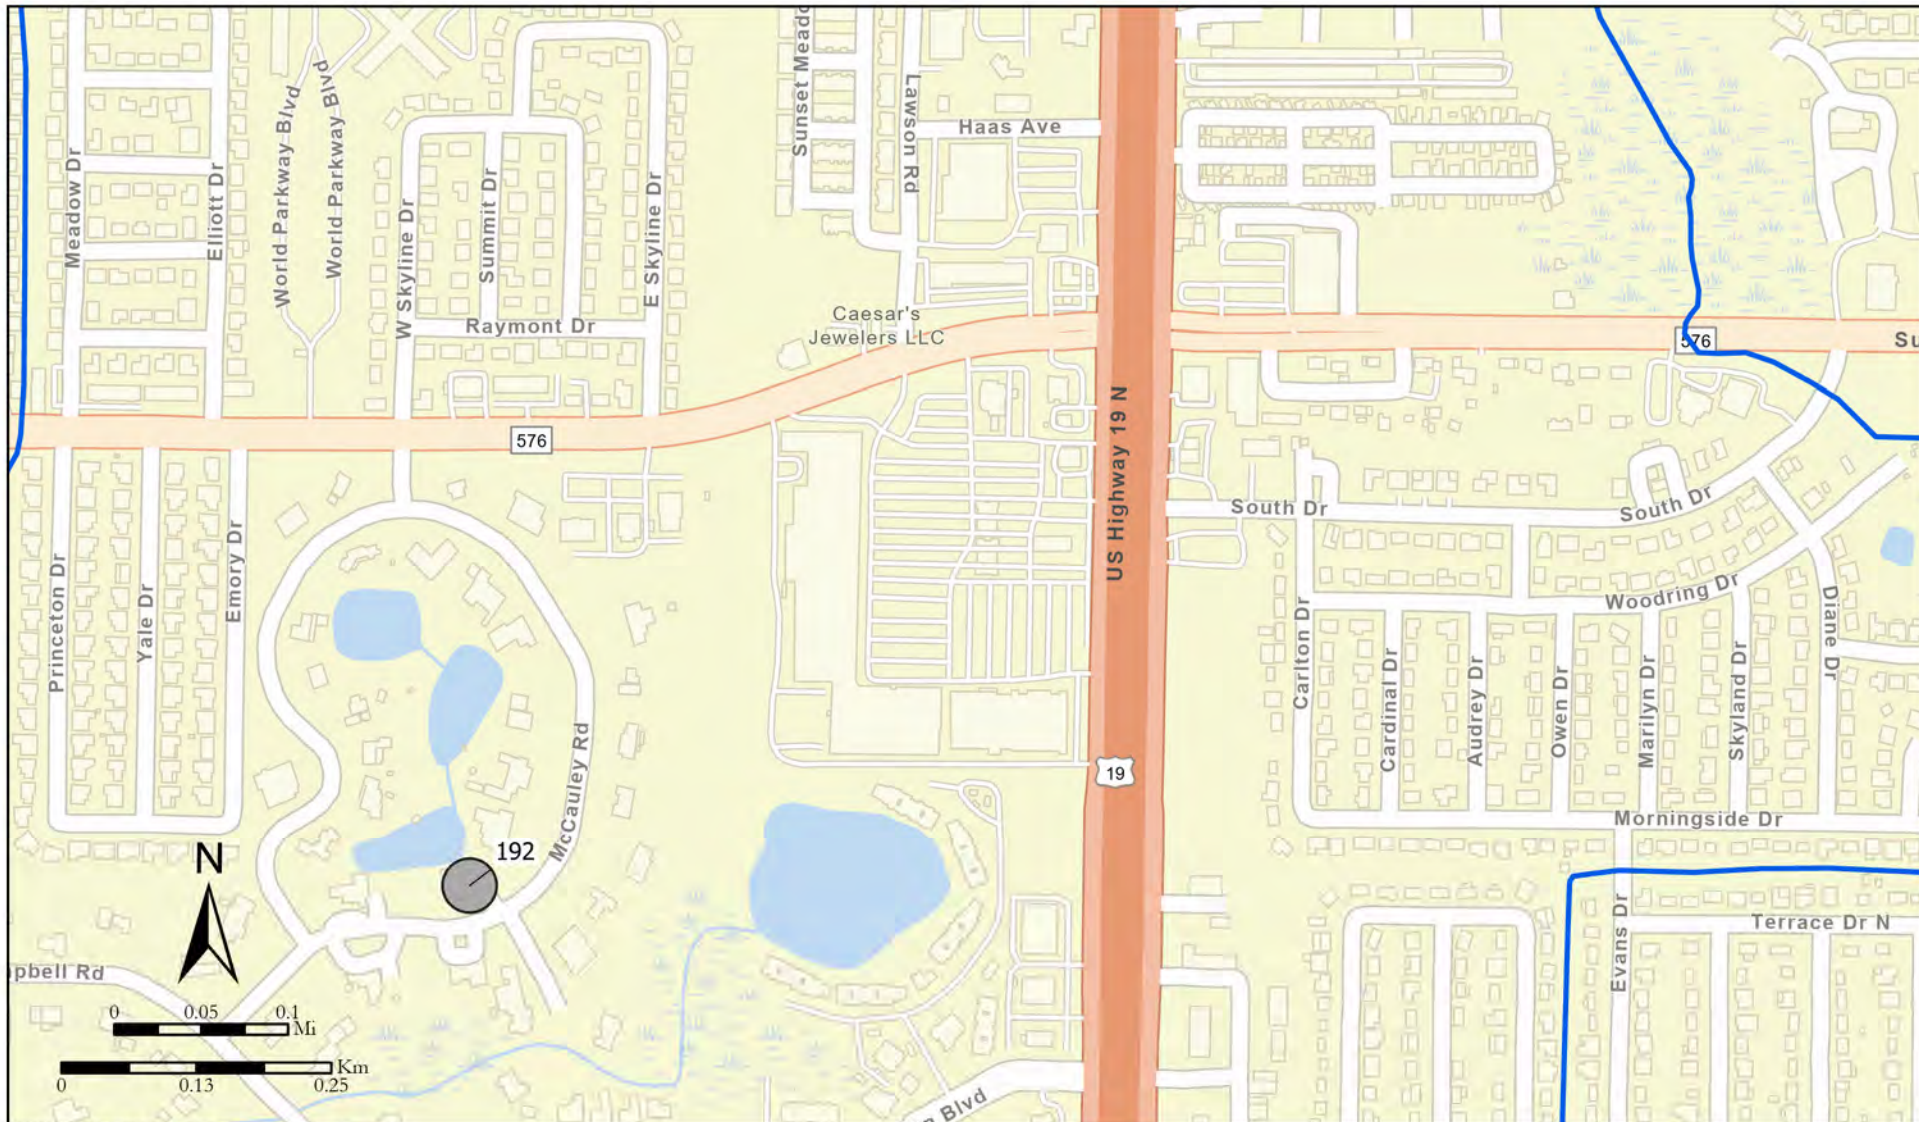 Sunset Meado
Lawson Rd
Haas Ave
Meadow Dr
Elliott Dr
World Parkway Blvd
World Parkway Blvd
W Skyline Dr
Summit Dr
E Skyline Dr
Raymont Dr
Caesar's
Jewelers LLC
576
Su
576
US Highway 19 N
South Dr
South Dr
Princeton Dr
Yale Dr
Emory Dr
Woodring Dr
Diane Dr
Carlton Dr
Cardinal Dr
Audrey Dr
Owen Dr
Marilyn Dr
Skyland Dr
McCauley Rd
19
Morningside Dr
192
N
Evans Dr
Terrace Dr N
mpbell Rd
0 0.05 0.1
Mi
Km
0 0.13 0.25
Blvd